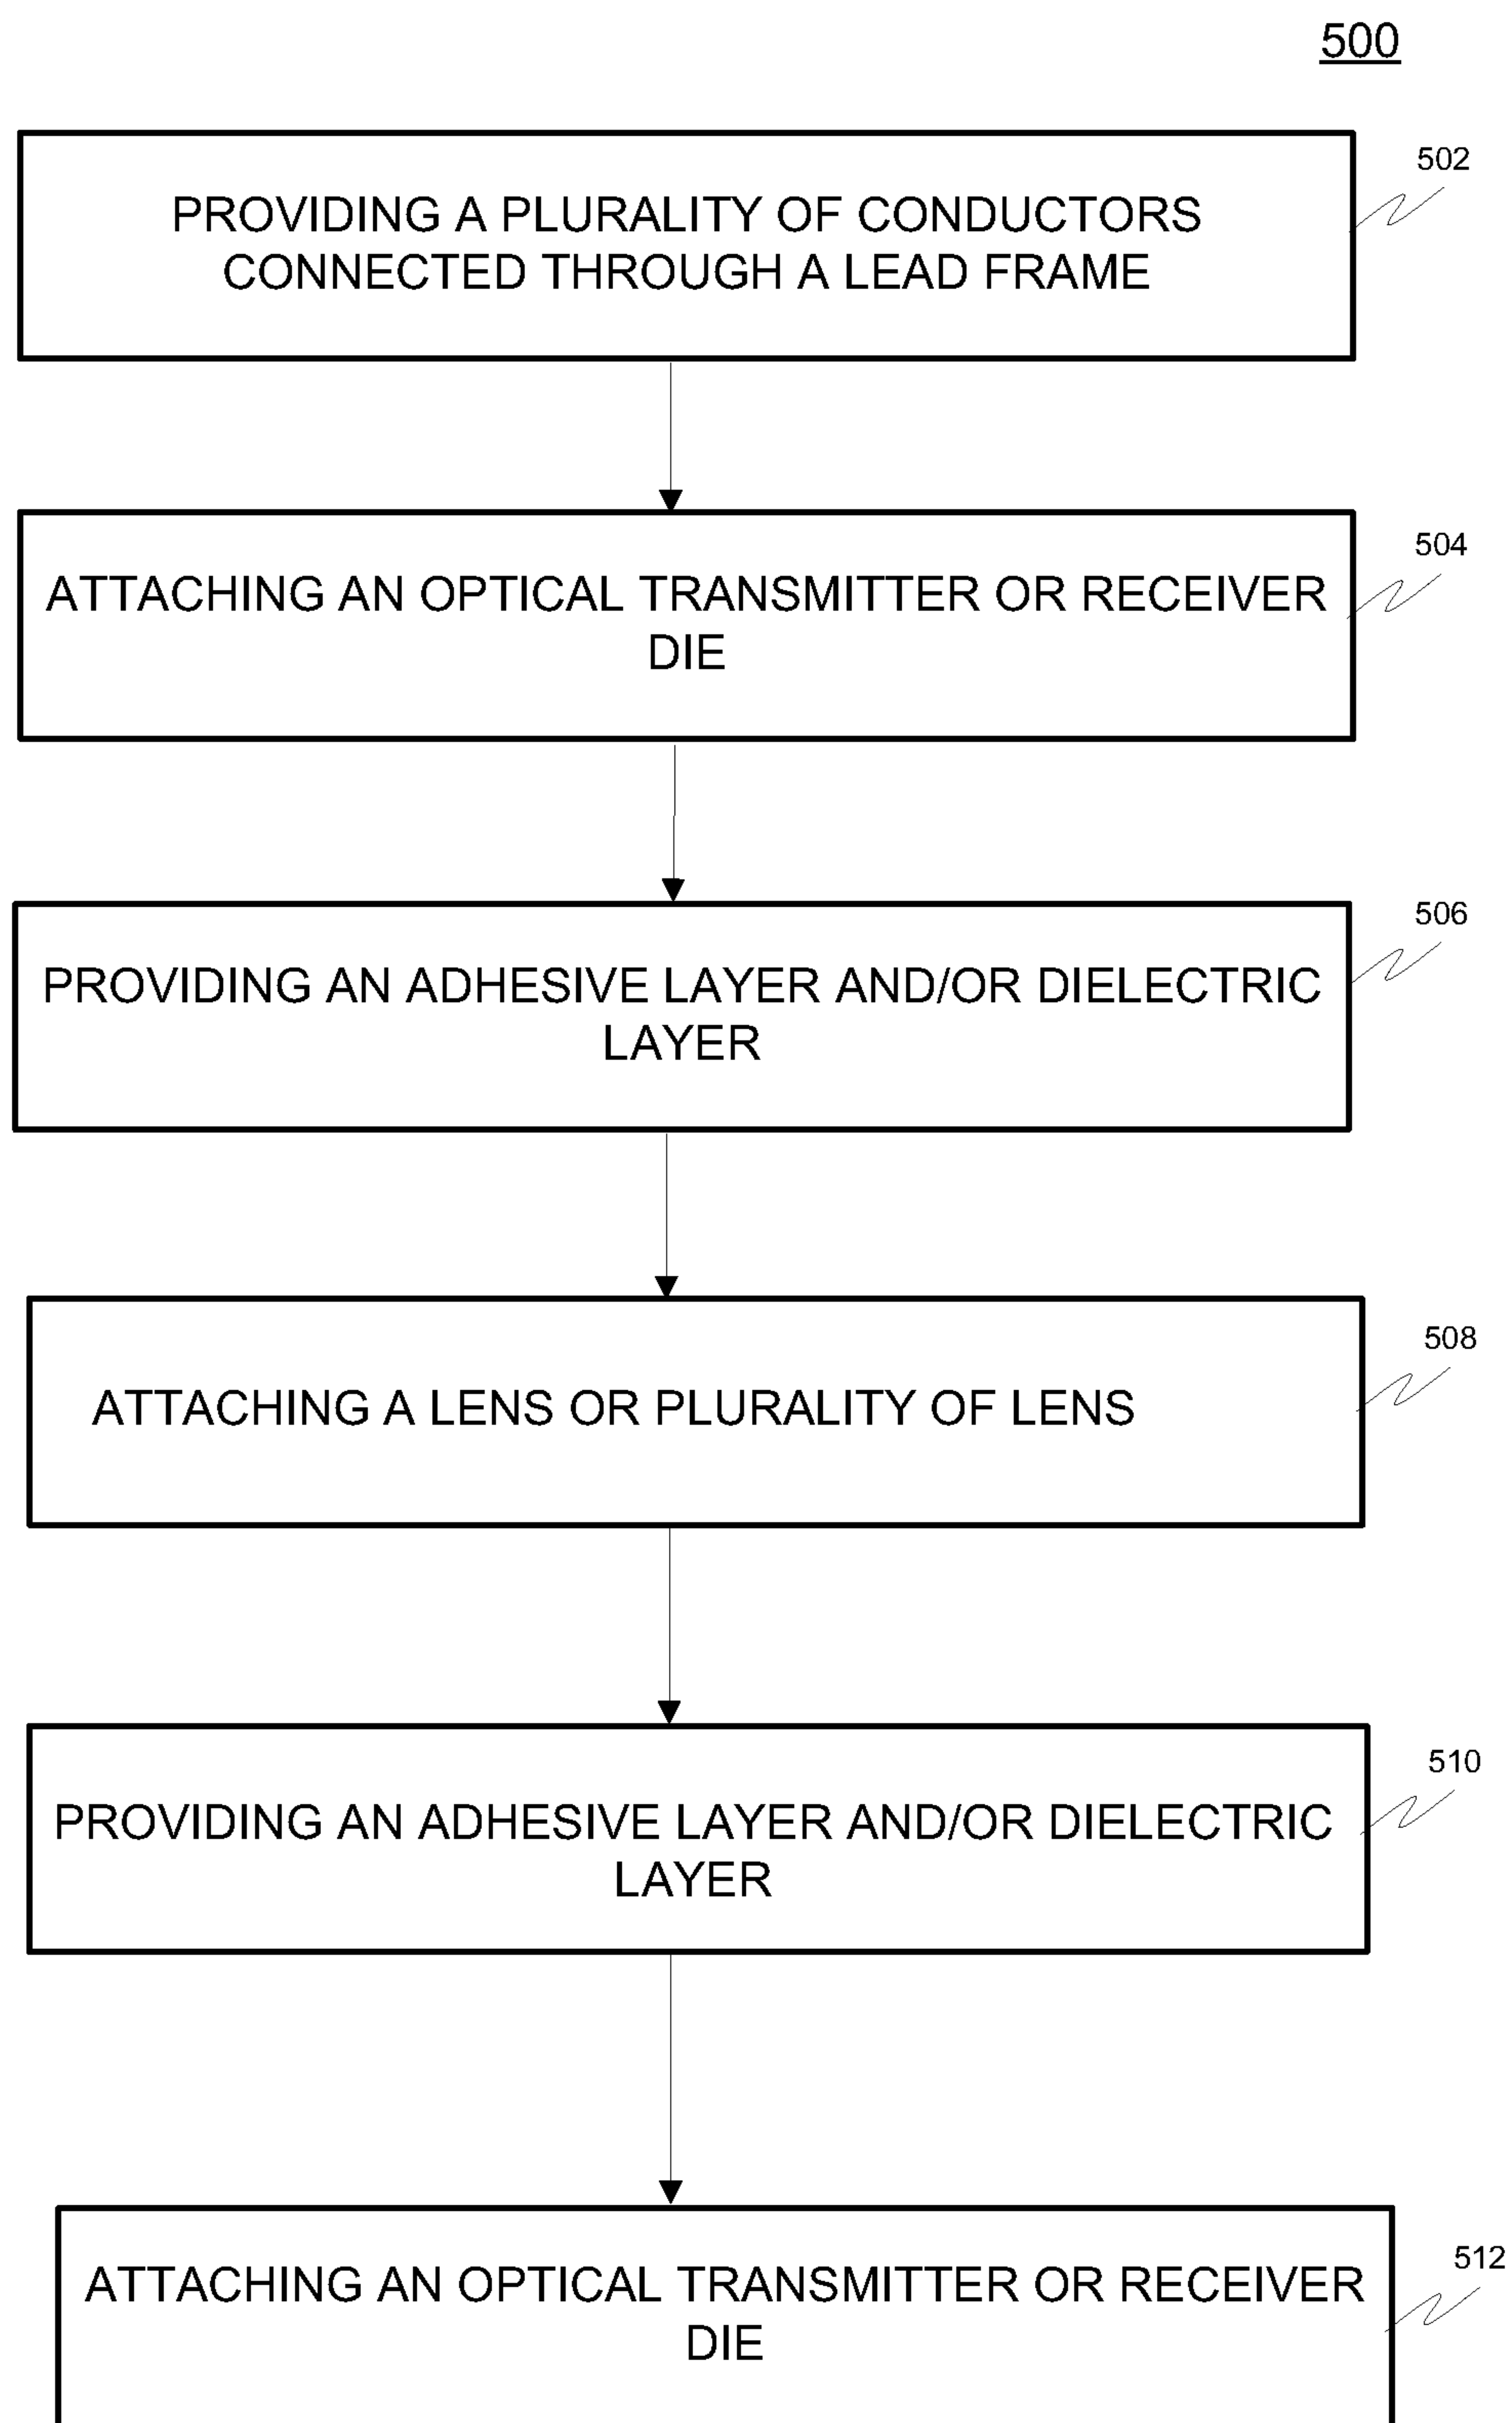 500
502
PROVIDING A PLURALITY OF CONDUCTORS
CONNECTED THROUGH A LEAD FRAME
504
ATTACHING AN OPTICAL TRANSMITTER OR RECEIVER
DIE
506
PROVIDING AN ADHESIVE LAYER AND/OR DIELECTRIC
LAYER
508
ATTACHING A LENS OR PLURALITY OF LENS
510
PROVIDING AN ADHESIVE LAYER AND/OR DIELECTRIC
LAYER
512
ATTACHING AN OPTICAL TRANSMITTER OR RECEIVER
DIE